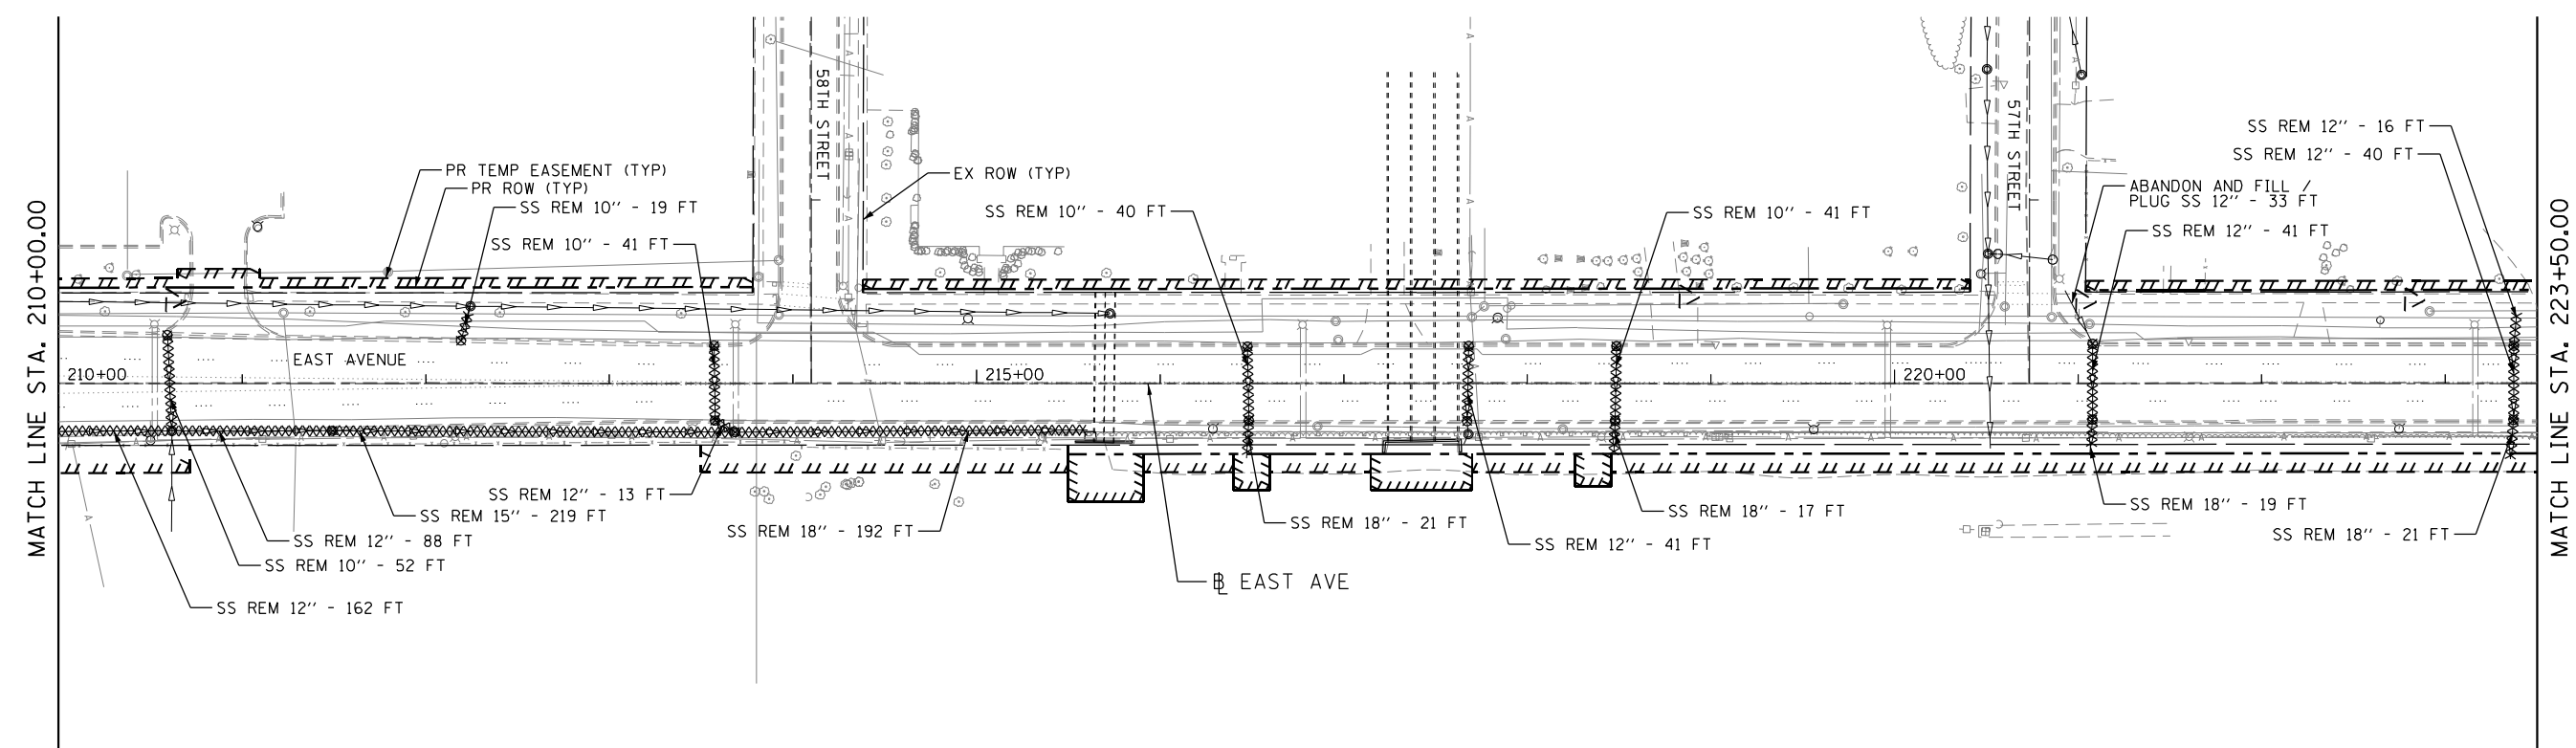 MATCH LINE STA. 210+00.00
58TH STREET
57TH STREET
SS REM 12'' - 16 FT
SS REM 12'' - 40 FT
PR TEMP EASEMENT (TYP)
PR ROW (TYP)
EX ROW (TYP)
ABANDON AND FILL /
PLUG SS 12'' - 33 FT
SS REM 10'' - 19 FT
SS REM 10'' - 40 FT
SS REM 10'' - 41 FT
SS REM 12'' - 41 FT
SS REM 10'' - 41 FT
EAST AVENUE
210+00
215+00
220+00
MATCH LINE STA. 223+50.00
SS REM 12'' - 13 FT
SS REM 15'' - 219 FT
SS REM 18'' - 192 FT
SS REM 18'' - 21 FT
SS REM 18'' - 17 FT
SS REM 18'' - 19 FT
SS REM 12'' - 88 FT
SS REM 12'' - 41 FT
SS REM 18'' - 21 FT
SS REM 10'' - 52 FT
BL EAST AVE
SS REM 12'' - 162 FT